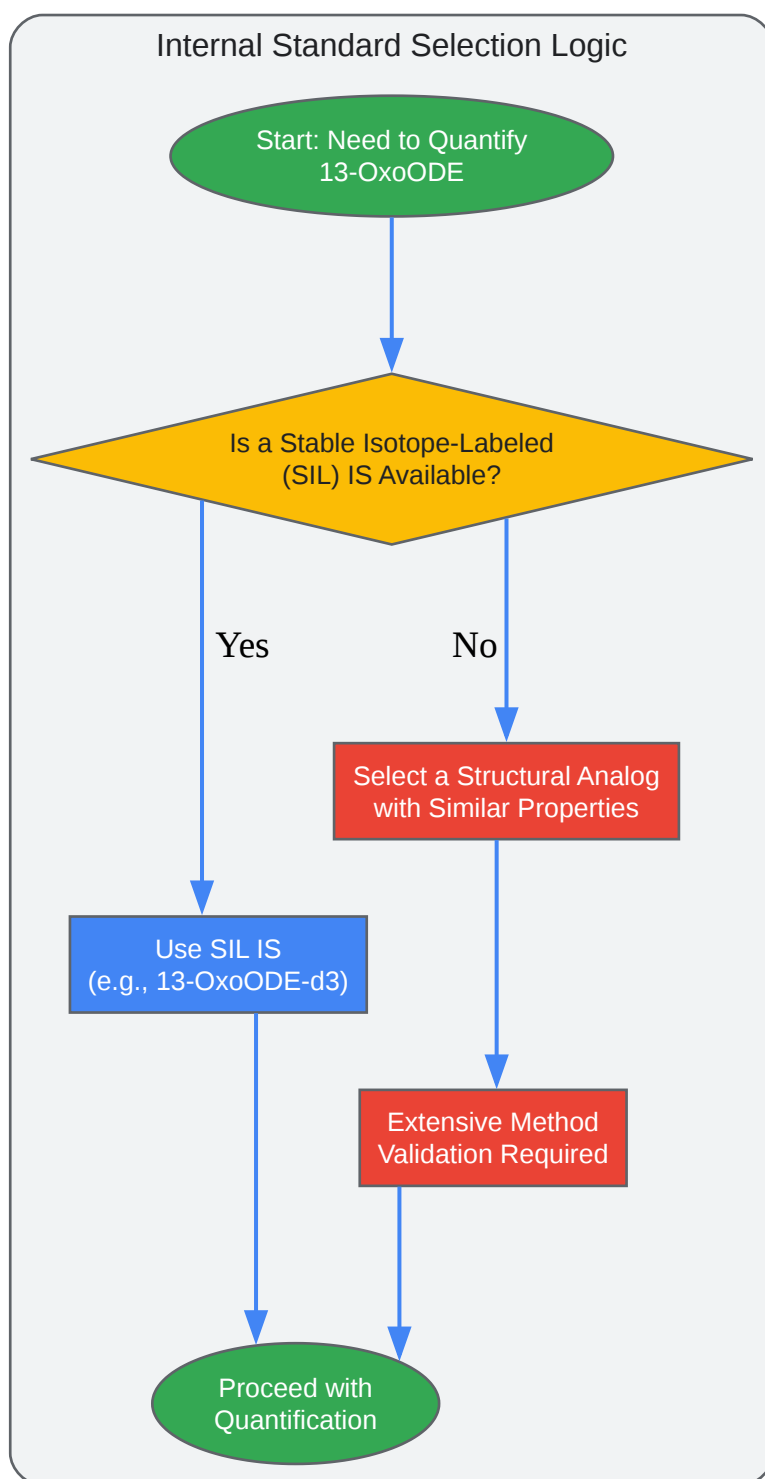 Internal Standard Selection Logic
Start: Need to Quantify
13-OxoODE
Is a Stable Isotope-Labeled
(SIL) IS Available?
Yes
No
Select a Structural Analog
with Similar Properties
Use SIL IS
(e.g., 13-OxoODE-d3)
Extensive Method
Validation Required
Proceed with
Quantification